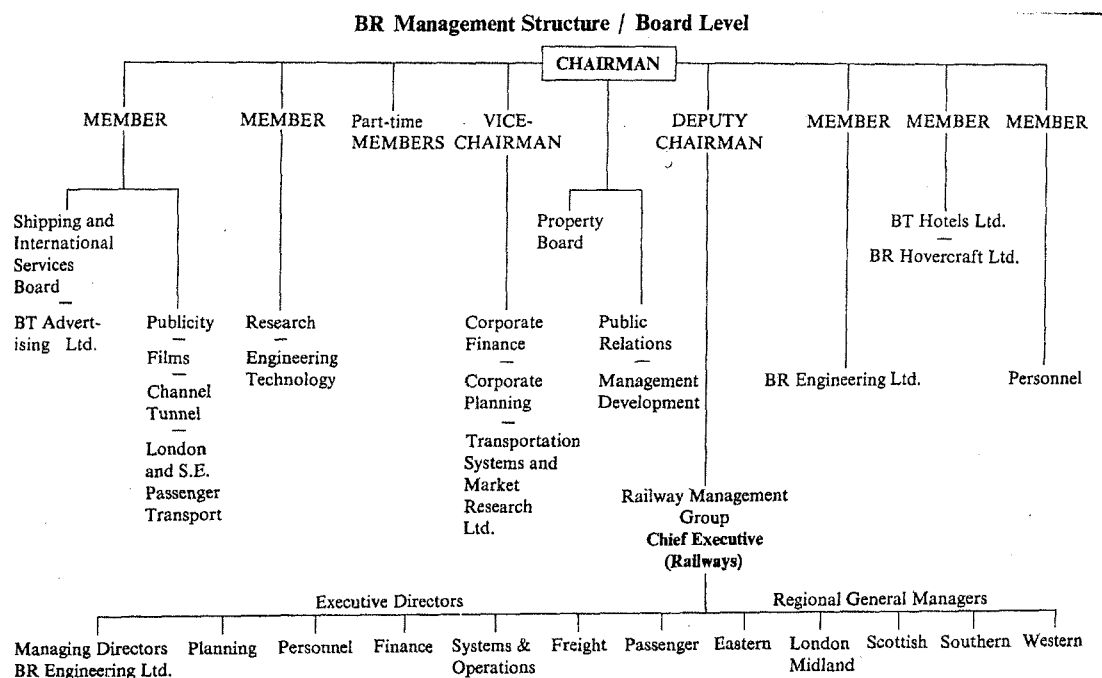 BR Management Structure / Board Level
CHAIRMAN
MEMBER
MEMBER
Part-time
MEMBERS
VICE-
CHAIRMAN
DEPUTY
CHAIRMAN
MEMBER
MEMBER
MEMBER
Shipping and
International
Services
Board
—
BT Advert-
ising Ltd.
Publicity
—
Films
—
Channel
Tunnel
—
London
and S.E.
Passenger
Transport
Research
—
Engineering
Technology
Corporate
Finance
—
Corporate
Planning
—
Transportation
Systems and
Market
Research
Ltd.
Property
Board
Public
Relations
—
Management
Development
BT Hotels Ltd.
—
BR Hovercraft Ltd.
BR Engineering Ltd.
Personnel
Railway Management
Group
Chief Executive
(Railways)
Executive Directors
Regional General Managers
Managing Directors
BR Engineering Ltd.
Planning
Personnel
Finance
Systems &
Operations
Freight
Passenger
Eastern
London
Midland
Scottish
Southern
Western